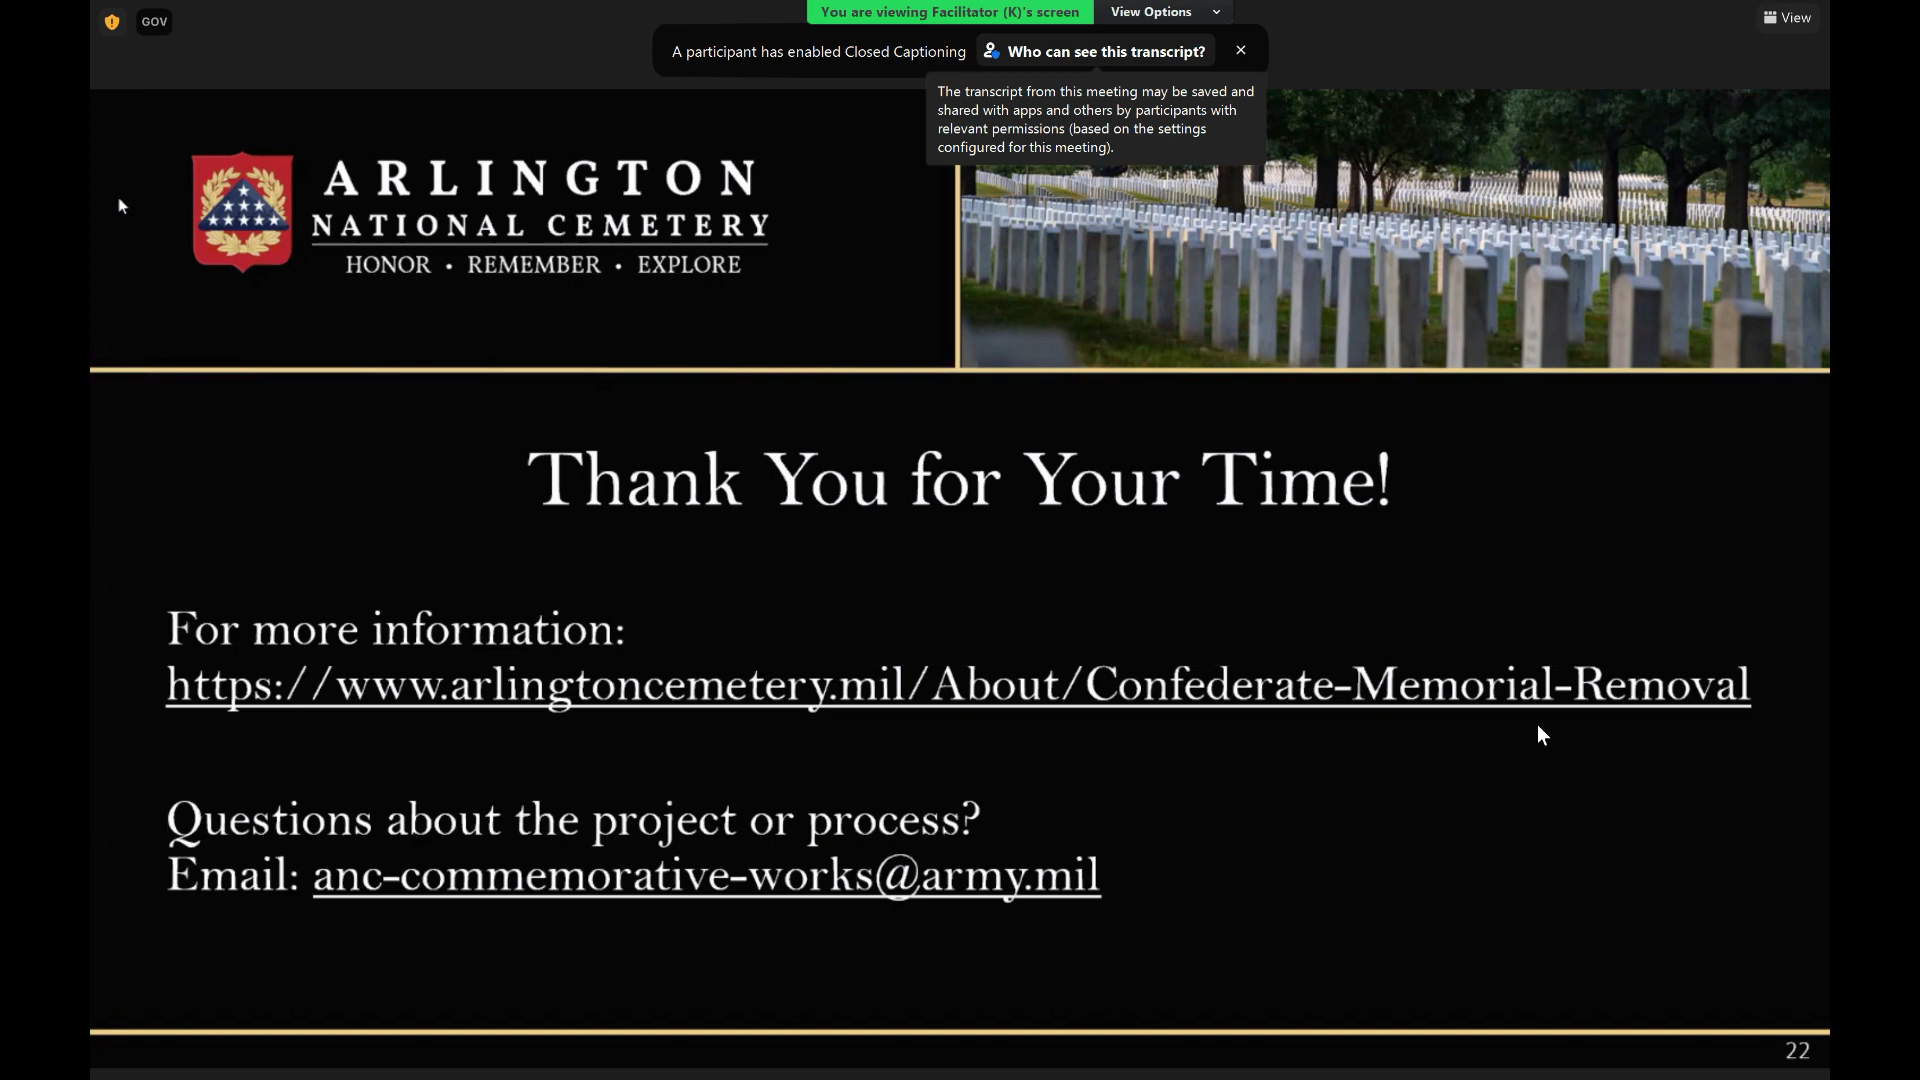 GOV
You are viewing Facilitator (K)'s screen
View Options
View
A participant has enabled Closed Captioning
Who can see this transcript?
The transcript from this meeting may be saved and
shared with apps and others by participants with
relevant permissions (based on the settings
configured for this meeting).
ARLINGTON
NATIONAL CEMETERY
HONOR • REMEMBER • EXPLORE
Thank You for Your Time!
For more information:
https://www.arlingtoncemetery.mil/About/Confederate-Memorial-Removal
Questions about the project or process?
Email: anc-commemorative-works@army.mil
22